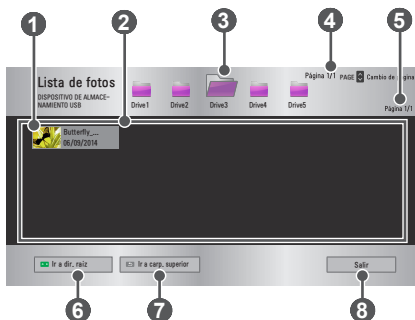 1
2
3
4
5
Lista de fotos
DISPOSITIVO DE ALMACE-
NAMIENTO USB
Drive1
Drive2
Drive3
Drive4
Drive5
Página 1/1
PAGE
Cambio de página
Página 1/1
Butterfly_...
06/09/2014
Ir a dir. raíz
Ir a carp. superior
Salir
6
7
8